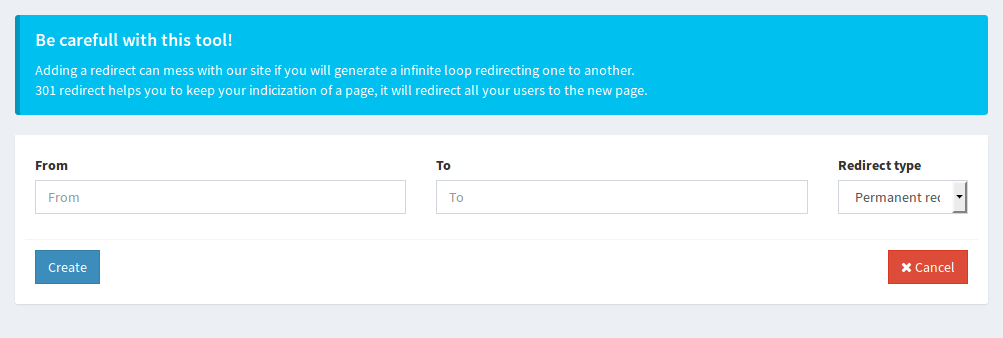 Be carefull with this tool!
Adding a redirect can mess with our site if you will generate a infinite loop redirecting one to another.
301 redirect helps you to keep your indicization of a page, it will redirect all your users to the new page.
From To Redirect type
From To Permanent rec
Create Cancel